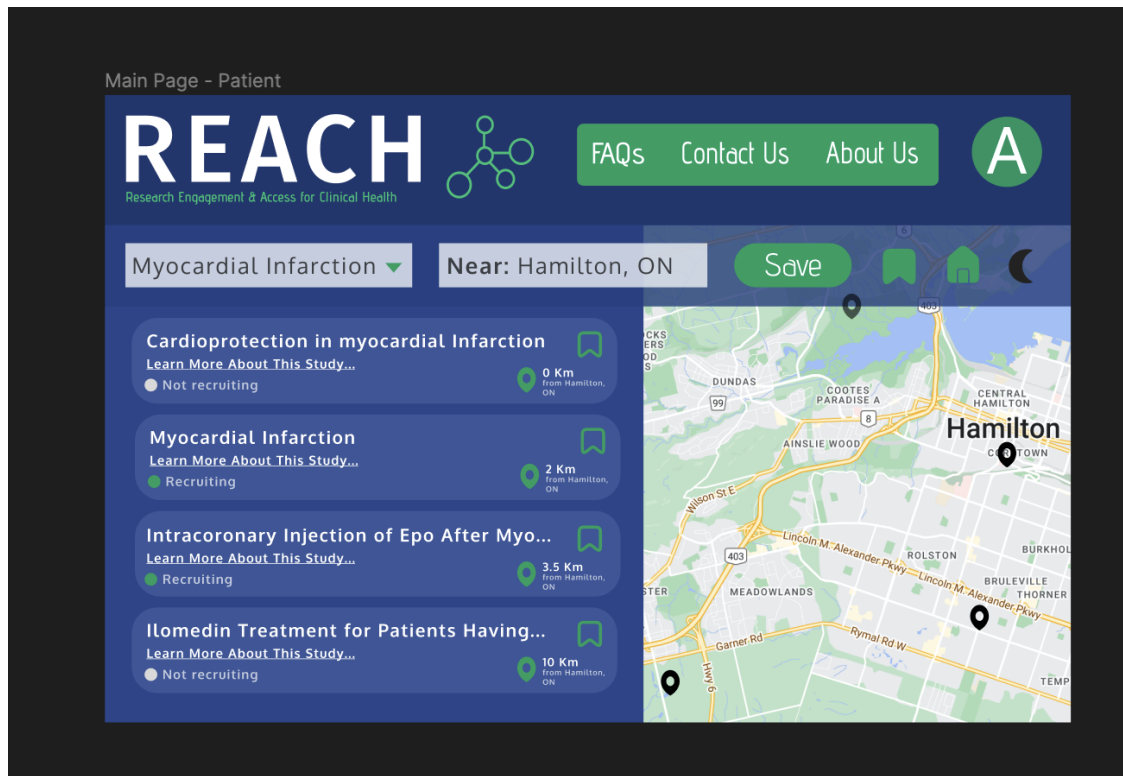 Main Page - Patient
REACH
Research Engagement & Access for Clinical Health
FAQs Contact Us About Us
A
Myocardial Infarction
Near: Hamilton, ON
Save
Cardioprotection in myocardial Infarction
Learn More About This Study...
Not recruiting
0 Km
from Hamilton,
ON
Myocardial Infarction
Learn More About This Study...
Recruiting
2 Km
from Hamilton,
ON
Intracoronary Injection of Epo After Myo...
Learn More About This Study...
Recruiting
3.5 Km
from Hamilton,
ON
Ilomedin Treatment for Patients Having...
Learn More About This Study...
Not recruiting
10 Km
from Hamilton,
ON
6
403
DUNDAS
99
COOTES
PARADISE A
8
CENTRAL
HAMILTON
Hamilton
AINSLIE WOOD
Wilson St E
403
Lincoln M. Alexander Pkwy
Lincoln M. Alexander Pkwy
ROLSTON
BURKHOL
BRULEVILLE
THORNER
MEADOWLANDS
Garner Rd
Rymal Rd W
Hwy 6
TEMP